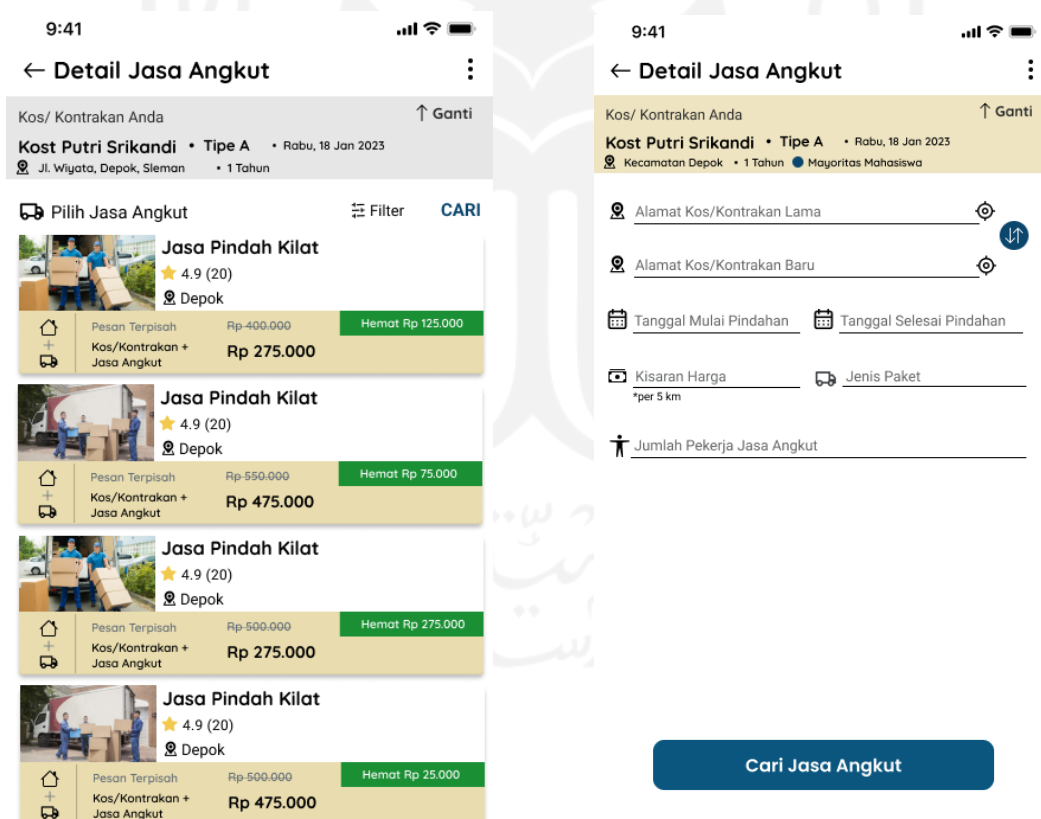 9:41
Detail Jasa Angkut
Kos/ Kontrakan Anda
Ganti
Kost Putri Srikandi • Tipe A • Rabu, 18 Jan 2023
Jl. Wiyata, Depok, Sleman • 1 Tahun
Pilih Jasa Angkut
Filter
CARI
Jasa Pindah Kilat
4.9 (20)
Depok
Pesan Terpisah
Rp 400.000
Hemat Rp 125.000
Kos/Kontrakan +
Jasa Angkut
Rp 275.000
Jasa Pindah Kilat
4.9 (20)
Depok
Pesan Terpisah
Rp 550.000
Hemat Rp 75.000
Kos/Kontrakan +
Jasa Angkut
Rp 475.000
Jasa Pindah Kilat
4.9 (20)
Depok
Pesan Terpisah
Rp 500.000
Hemat Rp 275.000
Kos/Kontrakan +
Jasa Angkut
Rp 275.000
Jasa Pindah Kilat
4.9 (20)
Depok
Pesan Terpisah
Rp 500.000
Hemat Rp 25.000
Kos/Kontrakan +
Jasa Angkut
Rp 475.000
9:41
Detail Jasa Angkut
Kos/ Kontrakan Anda
Ganti
Kost Putri Srikandi • Tipe A • Rabu, 18 Jan 2023
Kecamatan Depok • 1 Tahun Mayoritas Mahasiswa
Alamat Kos/Kontrakan Lama
Alamat Kos/Kontrakan Baru
Tanggal Mulai Pindahan
Tanggal Selesai Pindahan
Kisaran Harga
*per 5 km
Jenis Paket
Jumlah Pekerja Jasa Angkut
Cari Jasa Angkut